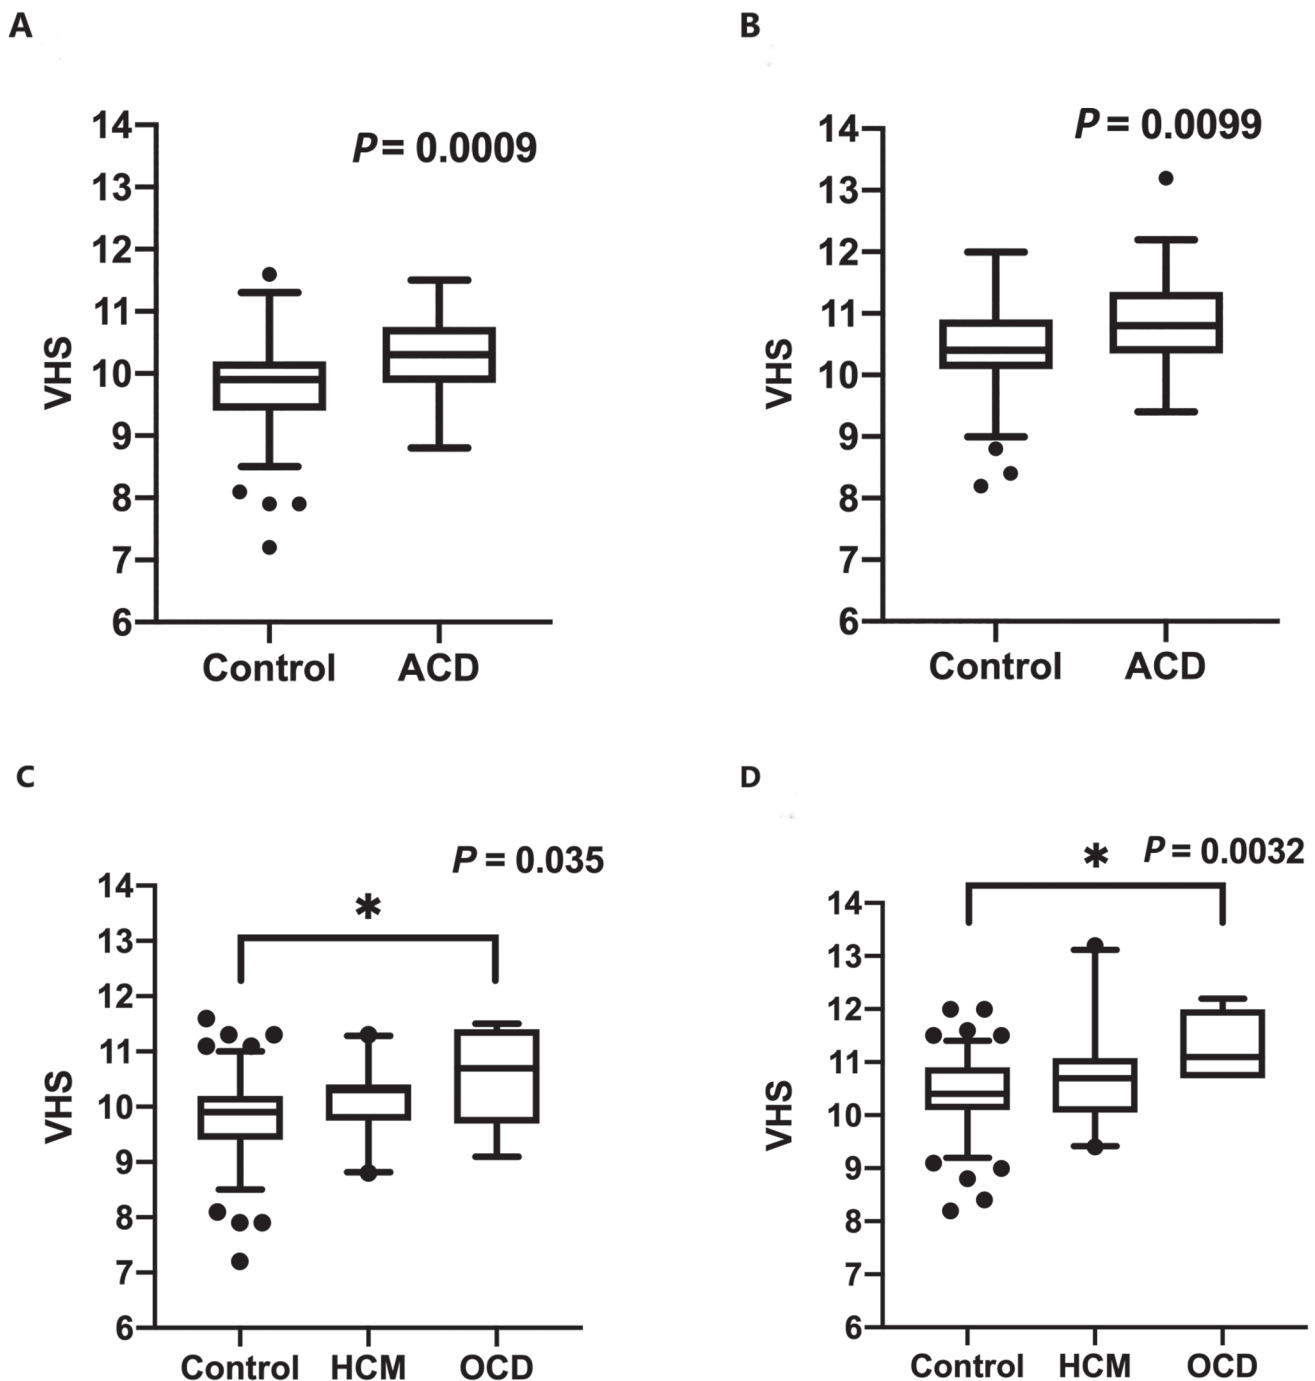 A
P = 0.0009
14
13
12
11
10
9
8
7
6
VHS
Control ACD
B
P = 0.0099
14
13
12
11
10
9
8
7
6
VHS
Control ACD
C
P = 0.035
*
14
13
12
11
10
9
8
7
6
VHS
Control HCM OCD
D
* P = 0.0032
14
13
12
11
10
9
8
7
6
VHS
Control HCM OCD